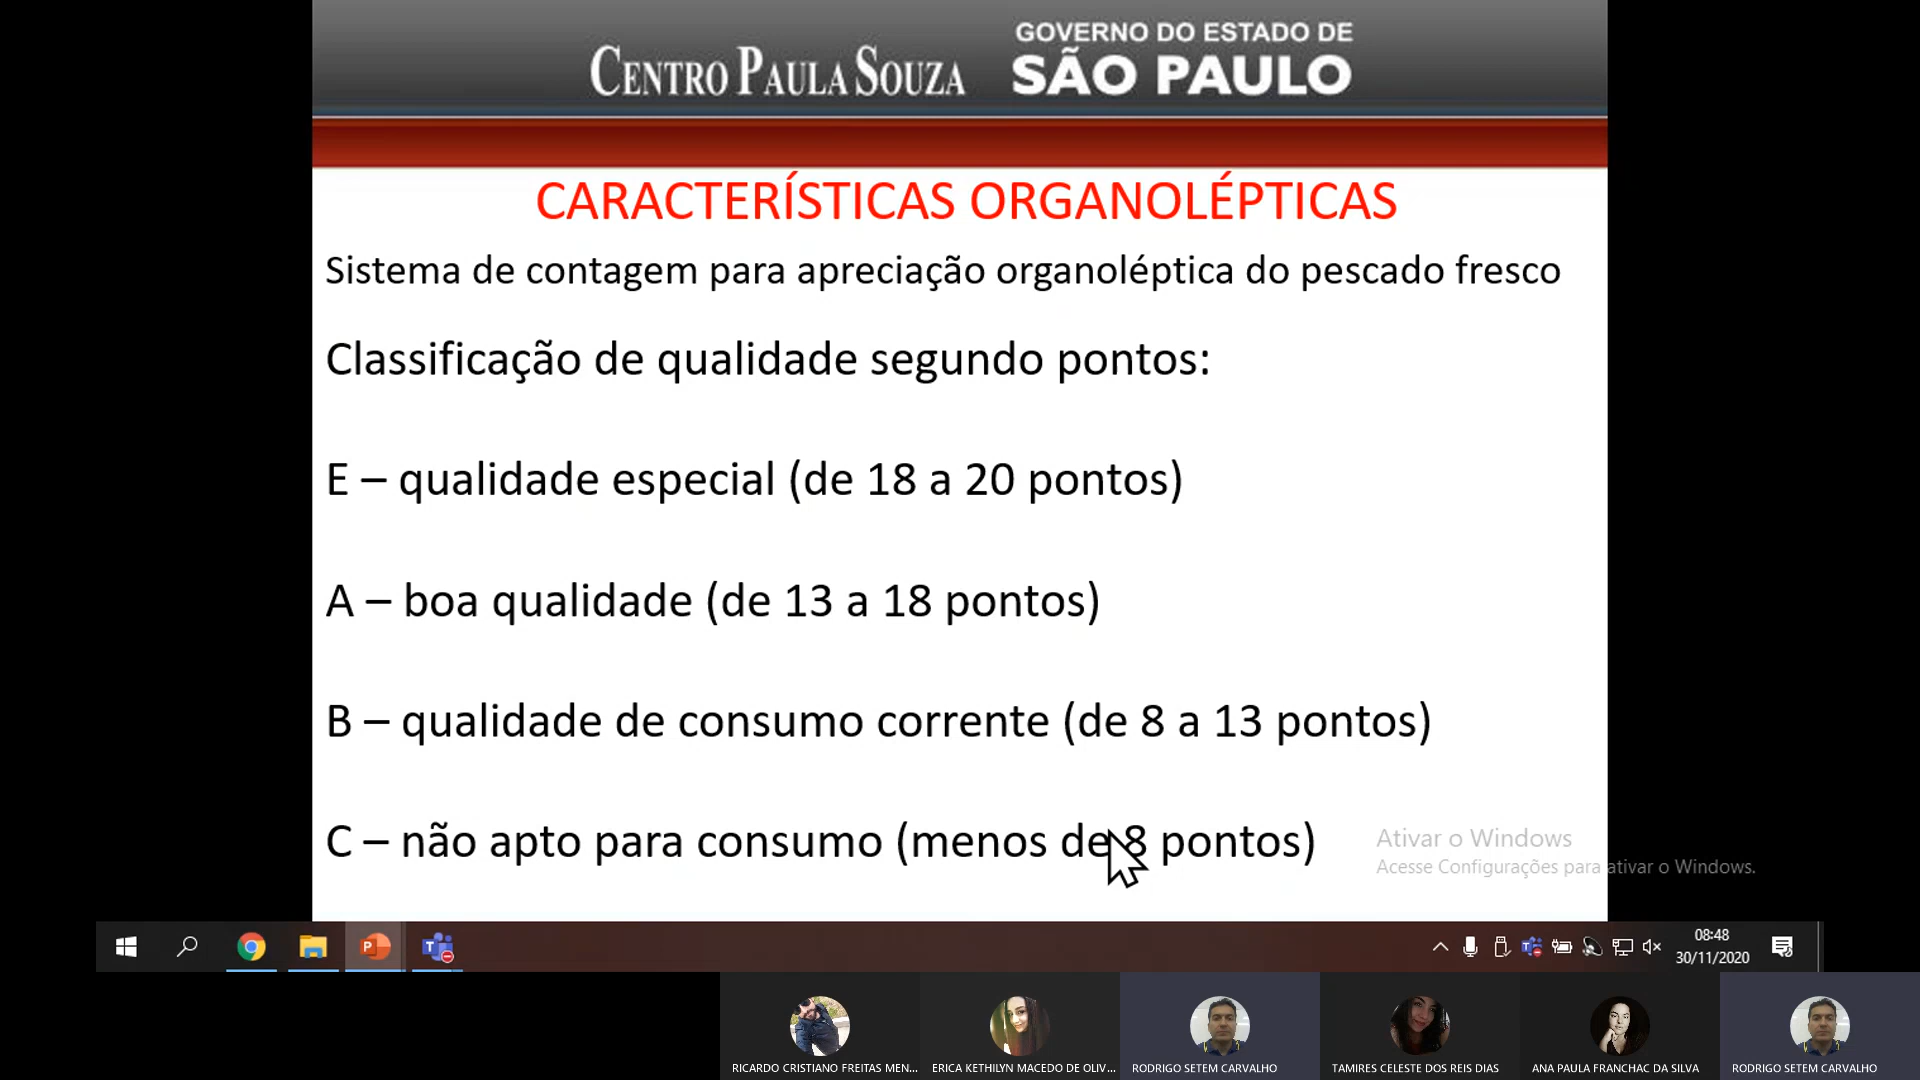 CENTRO PAULA SOUZA
GOVERNO DO ESTADO DE
SÃO PAULO
CARACTERÍSTICAS ORGANOLÉPTICAS
Sistema de contagem para apreciação organoléptica do pescado fresco
Classificação de qualidade segundo pontos:
E – qualidade especial (de 18 a 20 pontos)
A – boa qualidade (de 13 a 18 pontos)
B – qualidade de consumo corrente (de 8 a 13 pontos)
C – não apto para consumo (menos de 8 pontos)
Ativar o Windows
Acesse Configurações para ativar o Windows.
08:48
30/11/2020
RICARDO CRISTIANO FREITAS MEN...
ERICA KETHILYN MACEDO DE OLIV...
RODRIGO SETEM CARVALHO
TAMIRES CELESTE DOS REIS DIAS
ANA PAULA FRANCHAC DA SILVA
RODRIGO SETEM CARVALHO